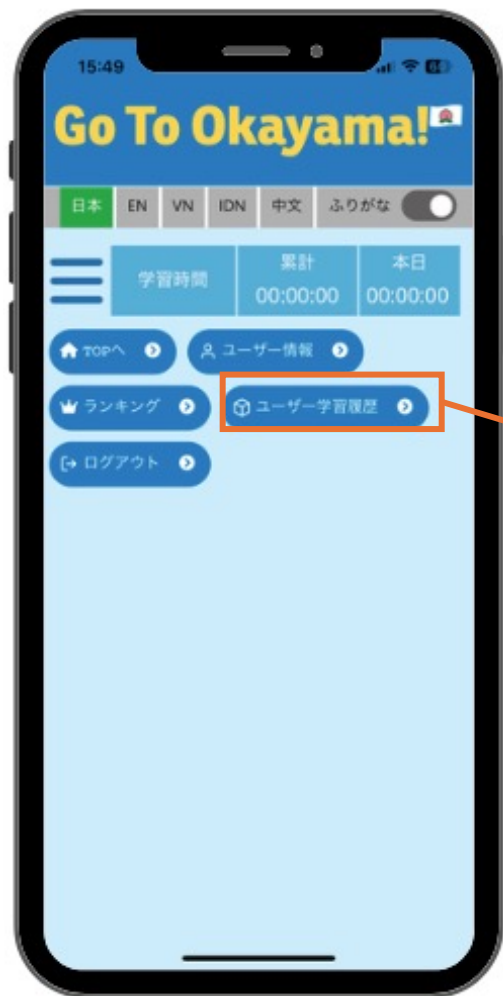 15:49
Go To Okayama!
日本 EN VN IDN 中文 ふりがな
学習時間 累計 本日
00:00:00 00:00:00
TOPへ ユーザー情報
ランキング ユーザー学習履歴
ログアウト